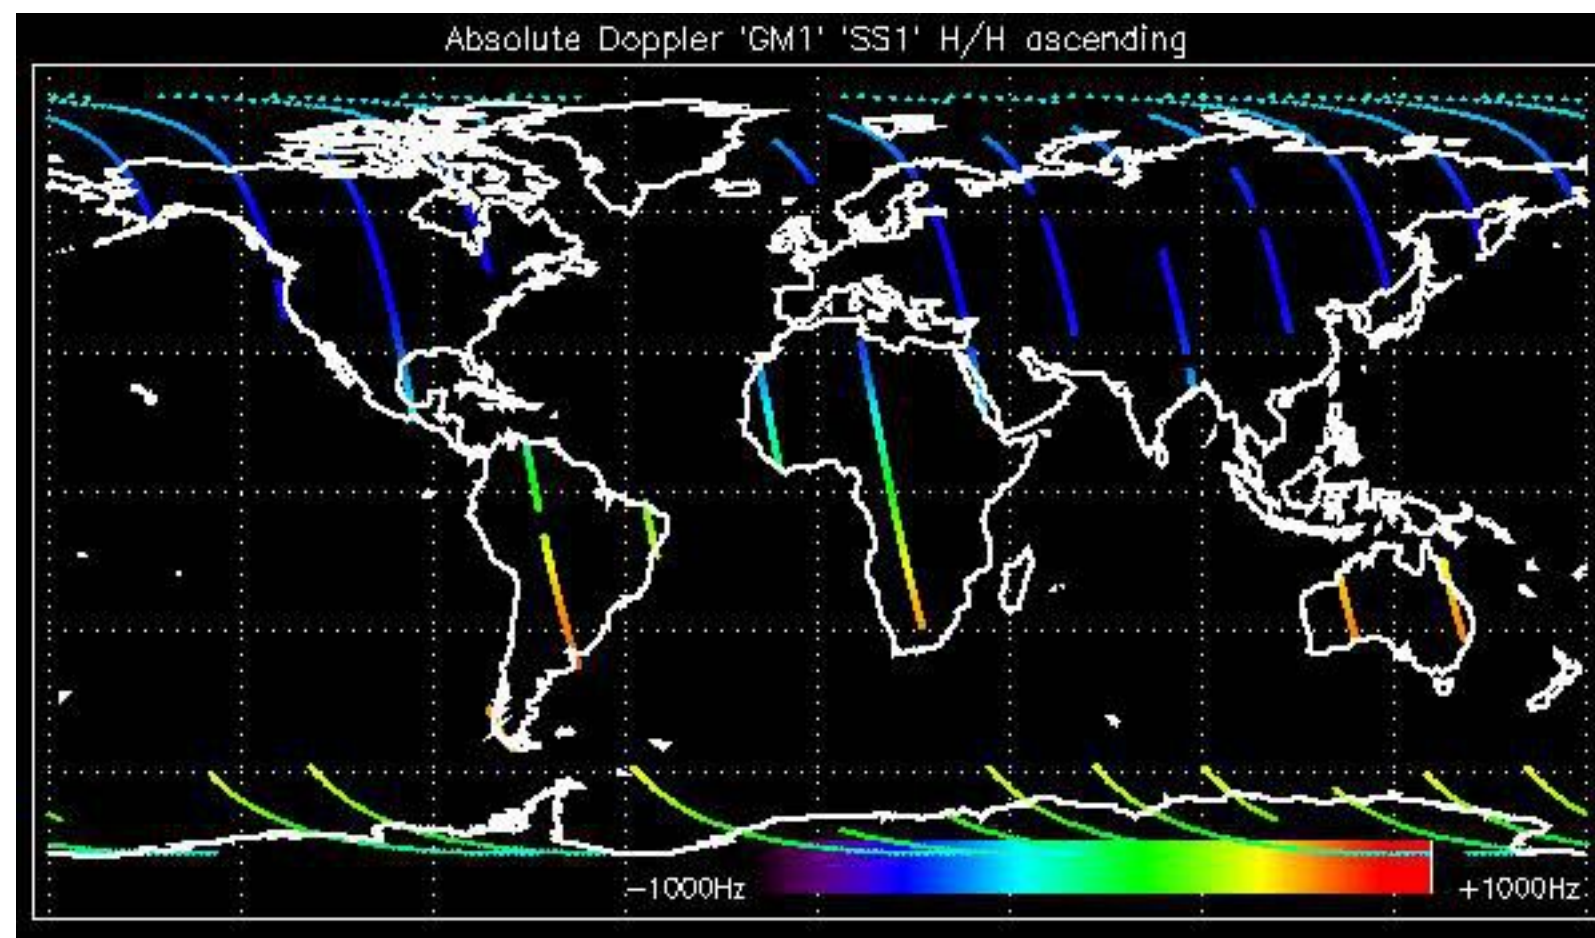 Absolute Doppler 'GM1' 'SS1' H/H ascending
-1000Hz
+1000Hz